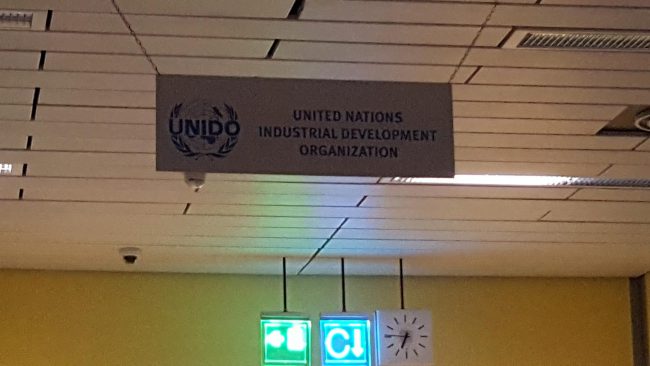 UNIDO
UNITED NATIONS
INDUSTRIAL DEVELOPMENT
ORGANIZATION
C